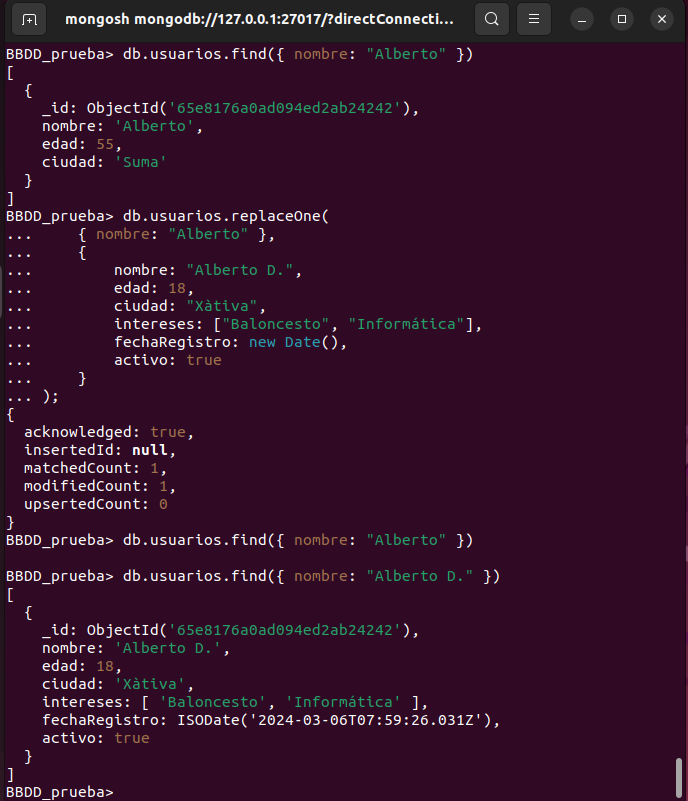 mongosh mongodb://127.0.0.1:27017/?directConnecti...
BBDD_prueba> db.usuarios.find({ nombre: "Alberto" })
[
  {
    _id: ObjectId('65e8176a0ad094ed2ab24242'),
    nombre: 'Alberto',
    edad: 55,
    ciudad: 'Suma'
  }
]
BBDD_prueba> db.usuarios.replaceOne(
...     { nombre: "Alberto" },
...     {
...         nombre: "Alberto D.",
...         edad: 18,
...         ciudad: "Xàtiva",
...         intereses: ["Baloncesto", "Informática"],
...         fechaRegistro: new Date(),
...         activo: true
...     }
... );
{
  acknowledged: true,
  insertedId: null,
  matchedCount: 1,
  modifiedCount: 1,
  upsertedCount: 0
}
BBDD_prueba> db.usuarios.find({ nombre: "Alberto" })

BBDD_prueba> db.usuarios.find({ nombre: "Alberto D." })
[
  {
    _id: ObjectId('65e8176a0ad094ed2ab24242'),
    nombre: 'Alberto D.',
    edad: 18,
    ciudad: 'Xàtiva',
    intereses: [ 'Baloncesto', 'Informática' ],
    fechaRegistro: ISODate('2024-03-06T07:59:26.031Z'),
    activo: true
  }
]
BBDD_prueba>